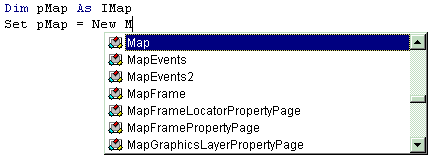 Dim pMap As IMap
Set pMap = New M
Map
MapEvents
MapEvents2
MapFrame
MapFrameLocatorPropertyPage
MapFramePropertyPage
MapGraphicsLayerPropertyPage